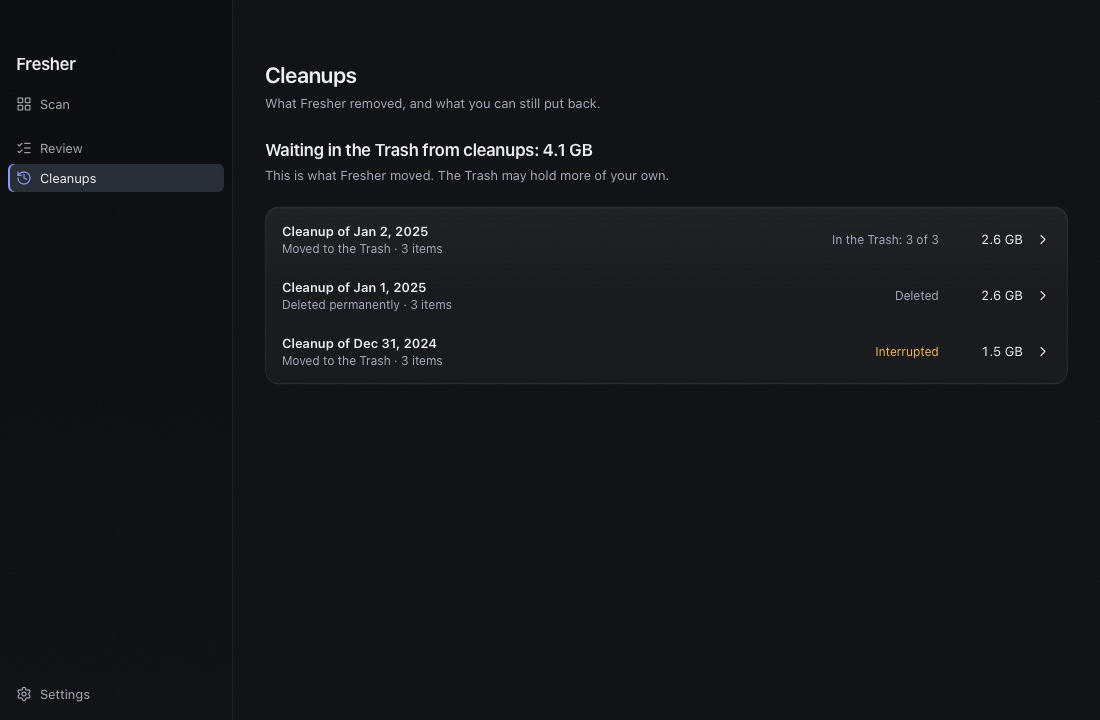 Fresher
Scan
Review
Cleanups
Settings
Cleanups
What Fresher removed, and what you can still put back.
Waiting in the Trash from cleanups: 4.1 GB
This is what Fresher moved. The Trash may hold more of your own.
Cleanup of Jan 2, 2025
Moved to the Trash · 3 items
In the Trash: 3 of 3
2.6 GB
Cleanup of Jan 1, 2025
Deleted permanently · 3 items
Deleted
2.6 GB
Cleanup of Dec 31, 2024
Moved to the Trash · 3 items
Interrupted
1.5 GB